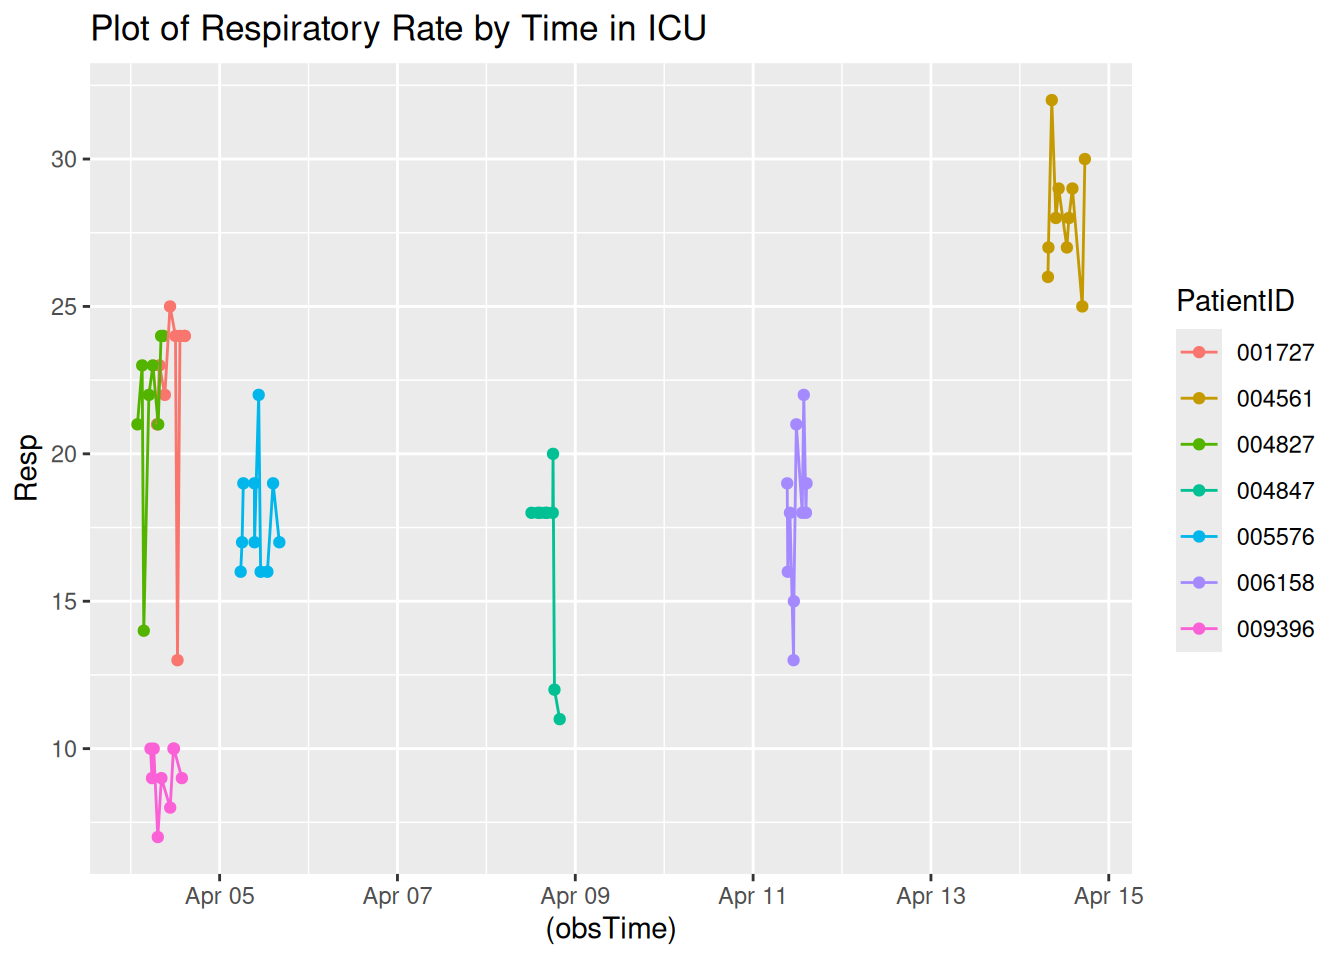 Plot of Respiratory Rate by Time in ICU
Resp
30
25
20
15
10
Apr 05
Apr 07
Apr 09
Apr 11
Apr 13
Apr 15
(obsTime)
PatientID
001727
004561
004827
004847
005576
006158
009396